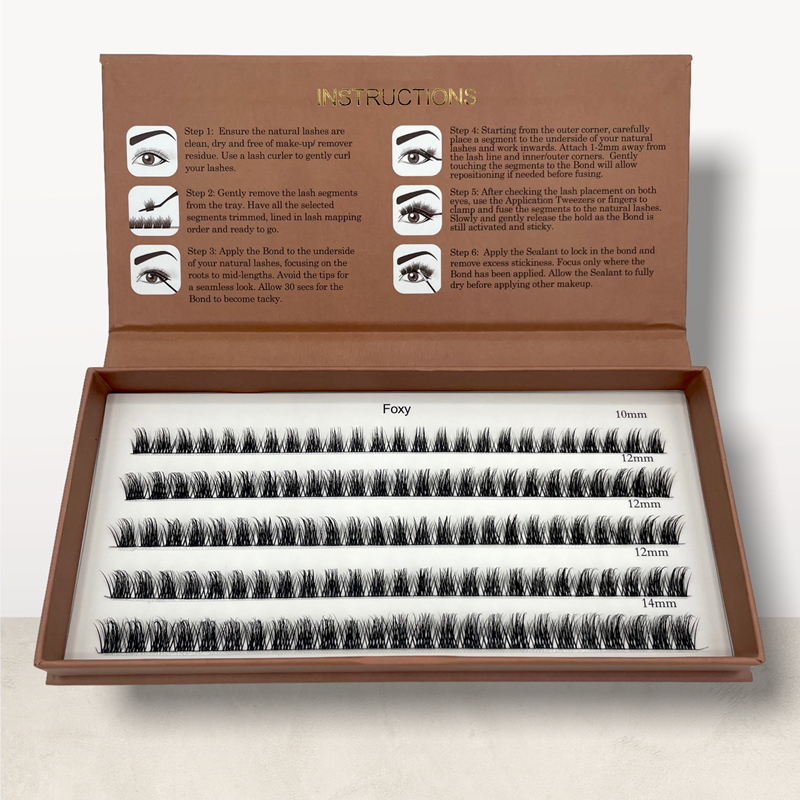 INSTRUCTIONS
Step 1: Ensure the natural lashes are
clean, dry and free of make-up/ remover
residue. Use a lash curler to gently curl
your lashes.
Step 2: Gently remove the lash segments
from the tray. Have all the selected
segments trimmed, lined in lash mapping
order and ready to go.
Step 3: Apply the Bond to the underside
of your natural lashes, focusing on the
roots to mid-lengths. Avoid the tips for
a seamless look. Allow 30 secs for the
Bond to become tacky.
Step 4: Starting from the outer corner, carefully
place a segment to the underside of your natural
lashes and work inwards. Attach 1-2mm away from
the lash line and inner/outer corners. Gently
touching the segments to the Bond will allow
repositioning if needed before fusing.
Step 5: After checking the lash placement on both
eyes, use the Application Tweezers or fingers to
clamp and fuse the segments to the natural lashes.
Slowly and gently release the hold as the Bond is
still activated and sticky.
Step 6: Apply the Sealant to lock in the bond and
remove excess stickiness. Focus only where the
Bond has been applied. Allow the Sealant to fully
dry before applying other makeup.
Foxy
10mm
12mm
12mm
12mm
14mm